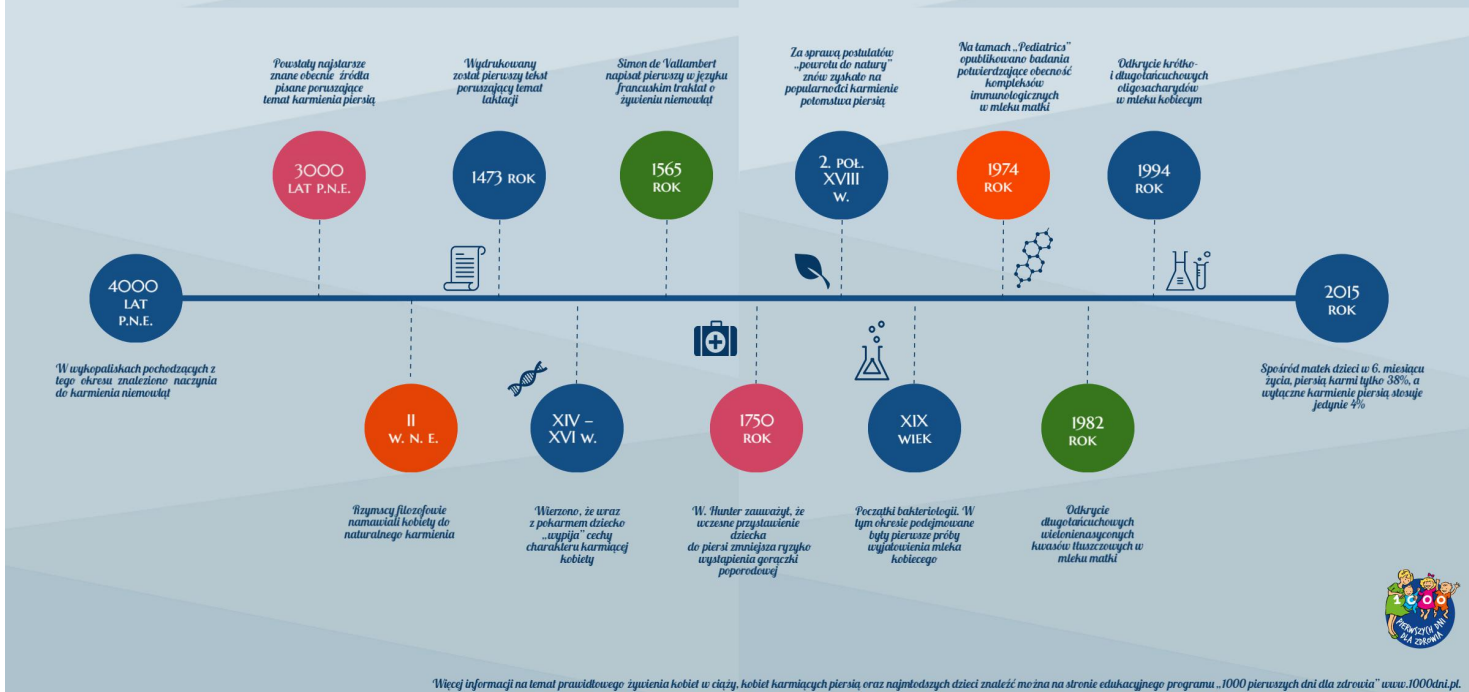 Powstały najstarsze
znane obecnie źródła
pisane poruszające
temat karmienia piersią
Wydrukowany
został pierwszy tekst
poruszający temat
laktacji
Simon de Vallambert
napisał pierwszy w języku
francuskim traktat o
żywieniu niemowląt
Za sprawą postulatów
„powrotu do natury”
znów zyskało na
popularności karmienie
potomstwa piersią
Na łamach „Pediatrics”
opublikowano badania
potwierdzające obecność
kompleksów
immunologicznych
w mleku matki
Odkrycie krótko-
i długołańcuchowych
oligosacharydów
w mleku kobiecym
3000
LAT P.N.E.
1473 ROK
1565
ROK
2. POŁ.
XVIII
W.
1974
ROK
1994
ROK
4000
LAT
P.N.E.
2015
ROK
W wykopaliskach pochodzących z
tego okresu znaleziono naczynia
do karmienia niemowląt
Spośród matek dzieci w 6. miesiącu
życia, piersią karmi tylko 38%, a
wyłączne karmienie piersią stosuje
jedynie 4%
II
W. N. E.
XIV –
XVI W.
1750
ROK
XIX
WIEK
1982
ROK
Rzymscy filozofowie
namawiali kobiety do
naturalnego karmienia
Wierzono, że wraz
z pokarmem dziecko
„wypija” cechy
charakteru karmiącej
kobiety
W. Hunter zauważył, że
wczesne przystawienie
dziecka
do piersi zmniejsza ryzyko
wystąpienia gorączki
poporodowej
Początki bakteriologii. W
tym okresie podejmowane
były pierwsze próby
wyjałowienia mleka
kobiecego
Odkrycie
długołańcuchowych
wielonienasyconych
kwasów tłuszczowych w
mleku matki
1000
PIERWSZYCH DNI
DLA ZDROWIA
Więcej informacji na temat prawidłowego żywienia kobiet w ciąży, kobiet karmiących piersią oraz najmłodszych dzieci znaleźć można na stronie edukacyjnego programu „1000 pierwszych dni dla zdrowia” www.1000dni.pl.